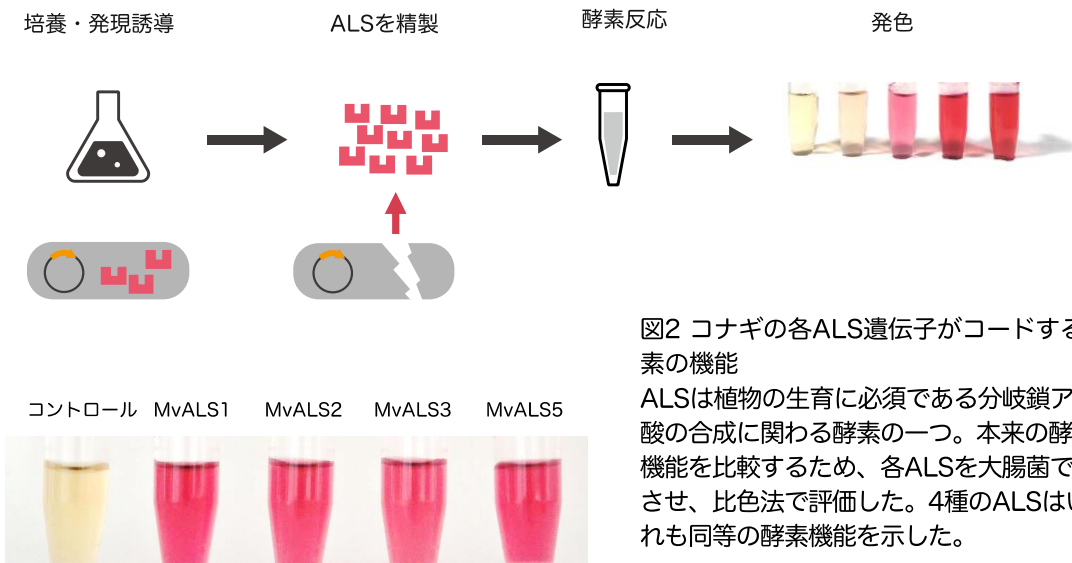 培養・発現誘導
ALSを精製
酵素反応
発色
図2 コナギの各ALS遺伝子がコードする
素の機能
ALSは植物の生育に必須である分岐鎖ア
酸の合成に関わる酵素の一つ。本来の酵
機能を比較するため、各ALSを大腸菌で
させ、比色法で評価した。4種のALSはい
れも同等の酵素機能を示した。
コントロール MvALS1 MvALS2 MvALS3 MvALS5